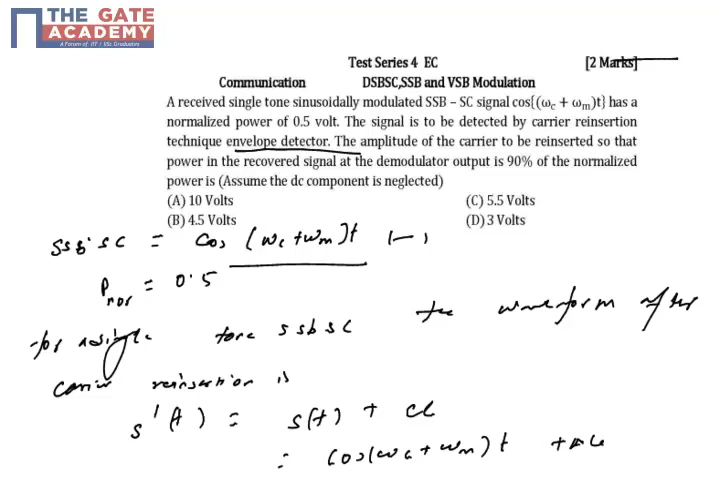 THE GATE
ACADEMY
A Forum of IIT / IISc Graduates
Test Series 4 EC [2 Marks]
Communication DSBSC,SSB and VSB Modulation
A received single tone sinusoidally modulated SSB – SC signal cos{(ωc + ωm)t} has a
normalized power of 0.5 volt. The signal is to be detected by carrier reinsertion
technique envelope detector. The amplitude of the carrier to be reinserted so that
power in the recovered signal at the demodulator output is 90% of the normalized
power is (Assume the dc component is neglected)
(A) 10 Volts (C) 5.5 Volts
(B) 4.5 Volts (D) 3 Volts
SSB SC = Cos (ωc + ωm)t
Pnor = 0.5
for a single tone SSbSC the waveform after
carrier reinsertion is
s'(t) = s(t) +
= Cos(ωc + ωm)t +